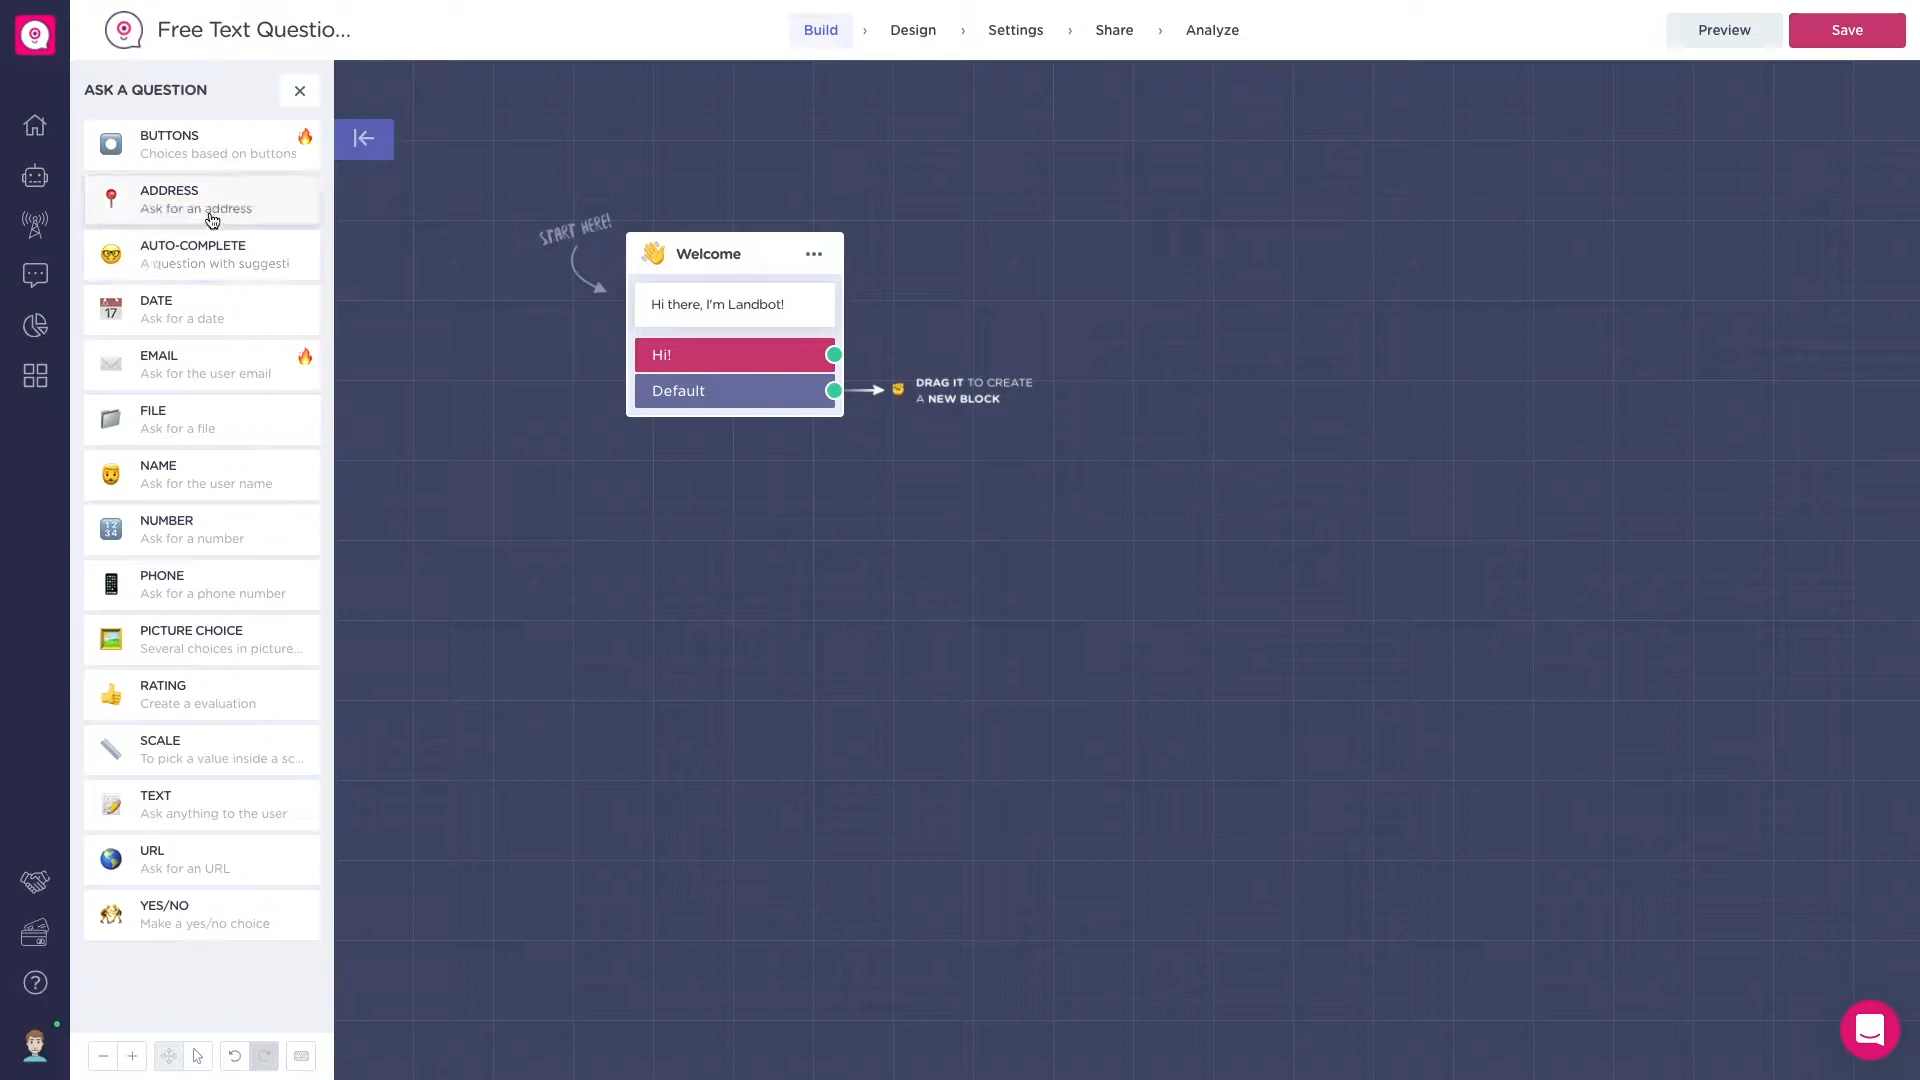 Free Text Questio...
Build
Design
Settings
Share
Analyze
Preview
Save
ASK A QUESTION
BUTTONS
Choices based on buttons
ADDRESS
Ask for an address
AUTO-COMPLETE
A question with suggesti
DATE
Ask for a date
EMAIL
Ask for the user email
FILE
Ask for a file
NAME
Ask for the user name
NUMBER
Ask for a number
PHONE
Ask for a phone number
PICTURE CHOICE
Several choices in picture...
RATING
Create a evaluation
SCALE
To pick a value inside a sc...
TEXT
Ask anything to the user
URL
Ask for an URL
YES/NO
Make a yes/no choice
START HERE!
Welcome
Hi there, I'm Landbot!
Hi!
Default
DRAG IT TO CREATE
A NEW BLOCK